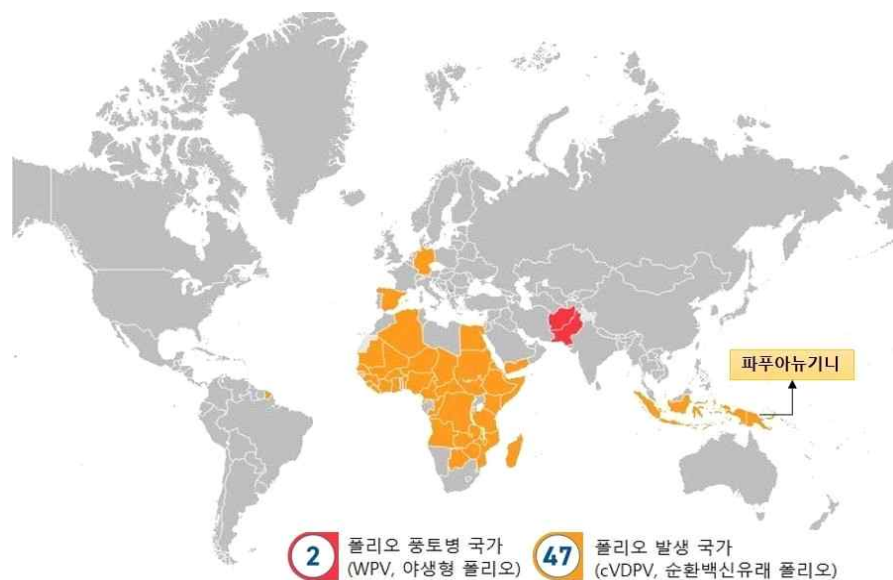 파푸아뉴기니
2
폴리오 풍토병 국가
(WPV, 야생형 폴리오)
47
폴리오 발생 국가
(cVDPV, 순환백신유래 폴리오)